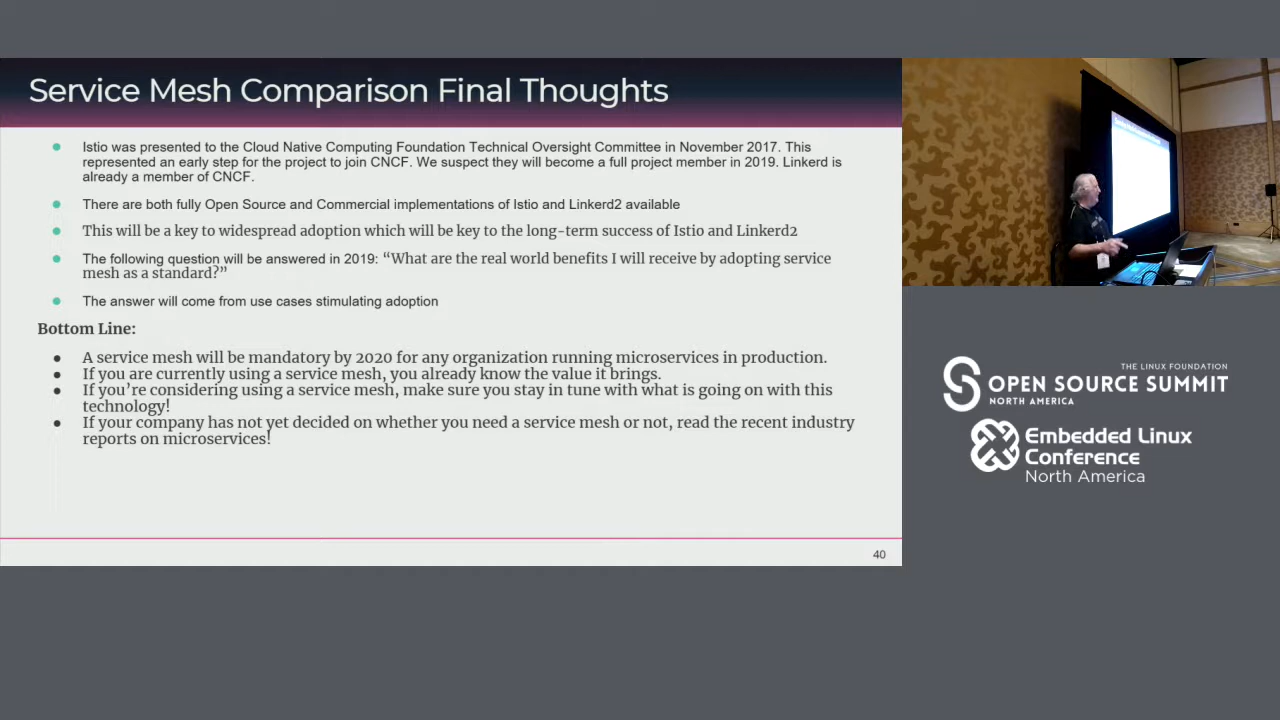 Service Mesh Comparison Final Thoughts
Istio was presented to the Cloud Native Computing Foundation Technical Oversight Committee in November 2017. This
represented an early step for the project to join CNCF. We suspect they will become a full project member in 2019. Linkerd is
already a member of CNCF.
There are both fully Open Source and Commercial implementations of Istio and Linkerd2 available
This will be a key to widespread adoption which will be key to the long-term success of Istio and Linkerd2
The following question will be answered in 2019: “What are the real world benefits I will receive by adopting service
mesh as a standard?”
The answer will come from use cases stimulating adoption
Bottom Line:
A service mesh will be mandatory by 2020 for any organization running microservices in production.
If you are currently using a service mesh, you already know the value it brings.
If you’re considering using a service mesh, make sure you stay in tune with what is going on with this
technology!
If your company has not yet decided on whether you need a service mesh or not, read the recent industry
reports on microservices!
40
THE LINUX FOUNDATION
OPEN SOURCE SUMMIT
NORTH AMERICA
Embedded Linux
Conference
North America